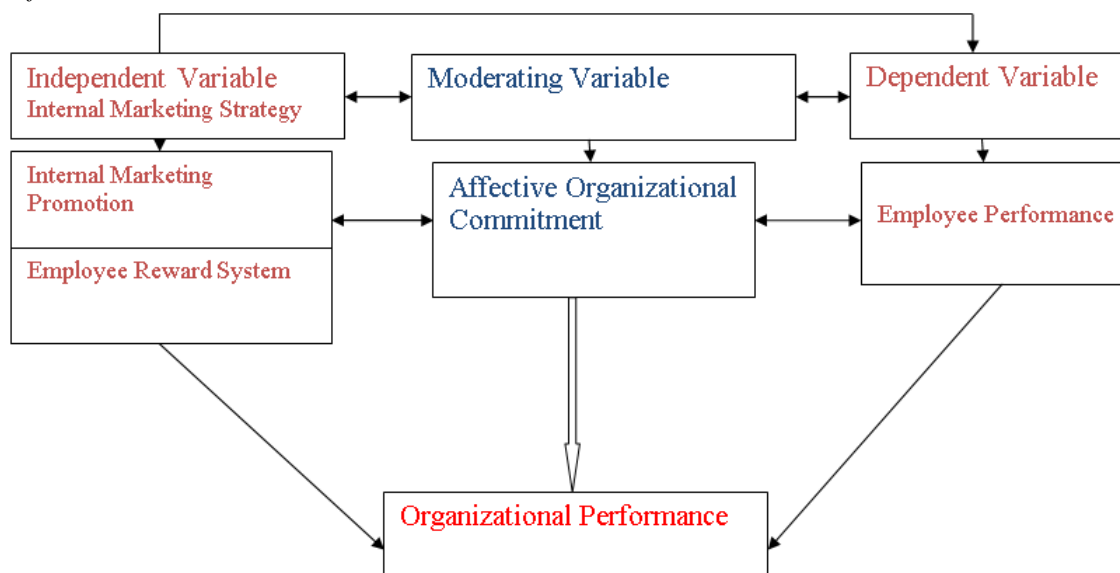 Independent Variable
Internal Marketing Strategy
Moderating Variable
Dependent Variable
Internal Marketing
Promotion
Employee Reward System
Affective Organizational
Commitment
Employee Performance
Organizational Performance